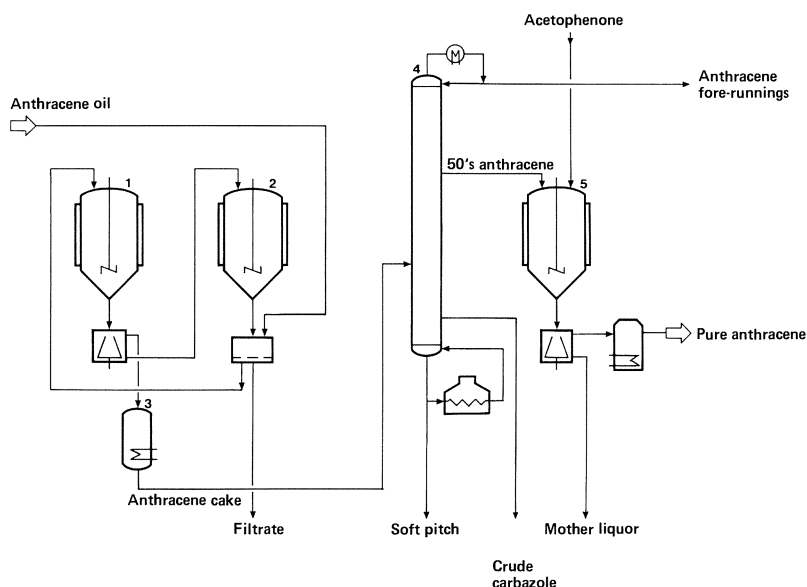 Acetophenone
4
M
Anthracene
fore-runnings
Anthracene oil
50's anthracene
1
2
5
Pure anthracene
3
Anthracene cake
Filtrate
Soft pitch
Mother liquor
Crude
carbazole